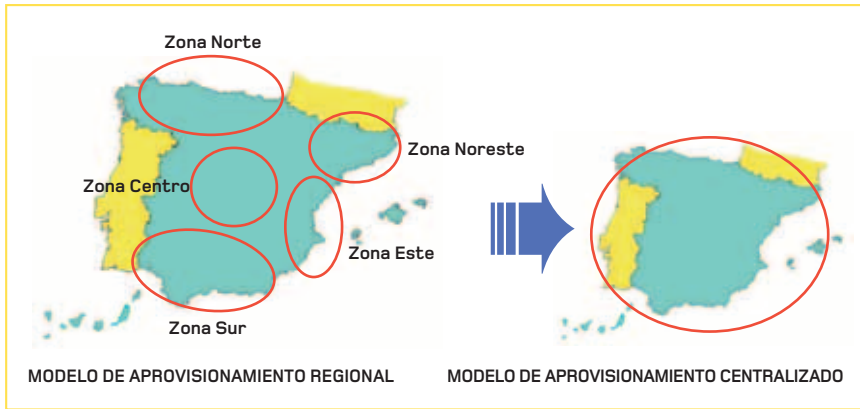 Zona Norte
Zona Noreste
Zona Centro
Zona Este
Zona Sur
MODELO DE APROVISIONAMIENTO REGIONAL
MODELO DE APROVISIONAMIENTO CENTRALIZADO